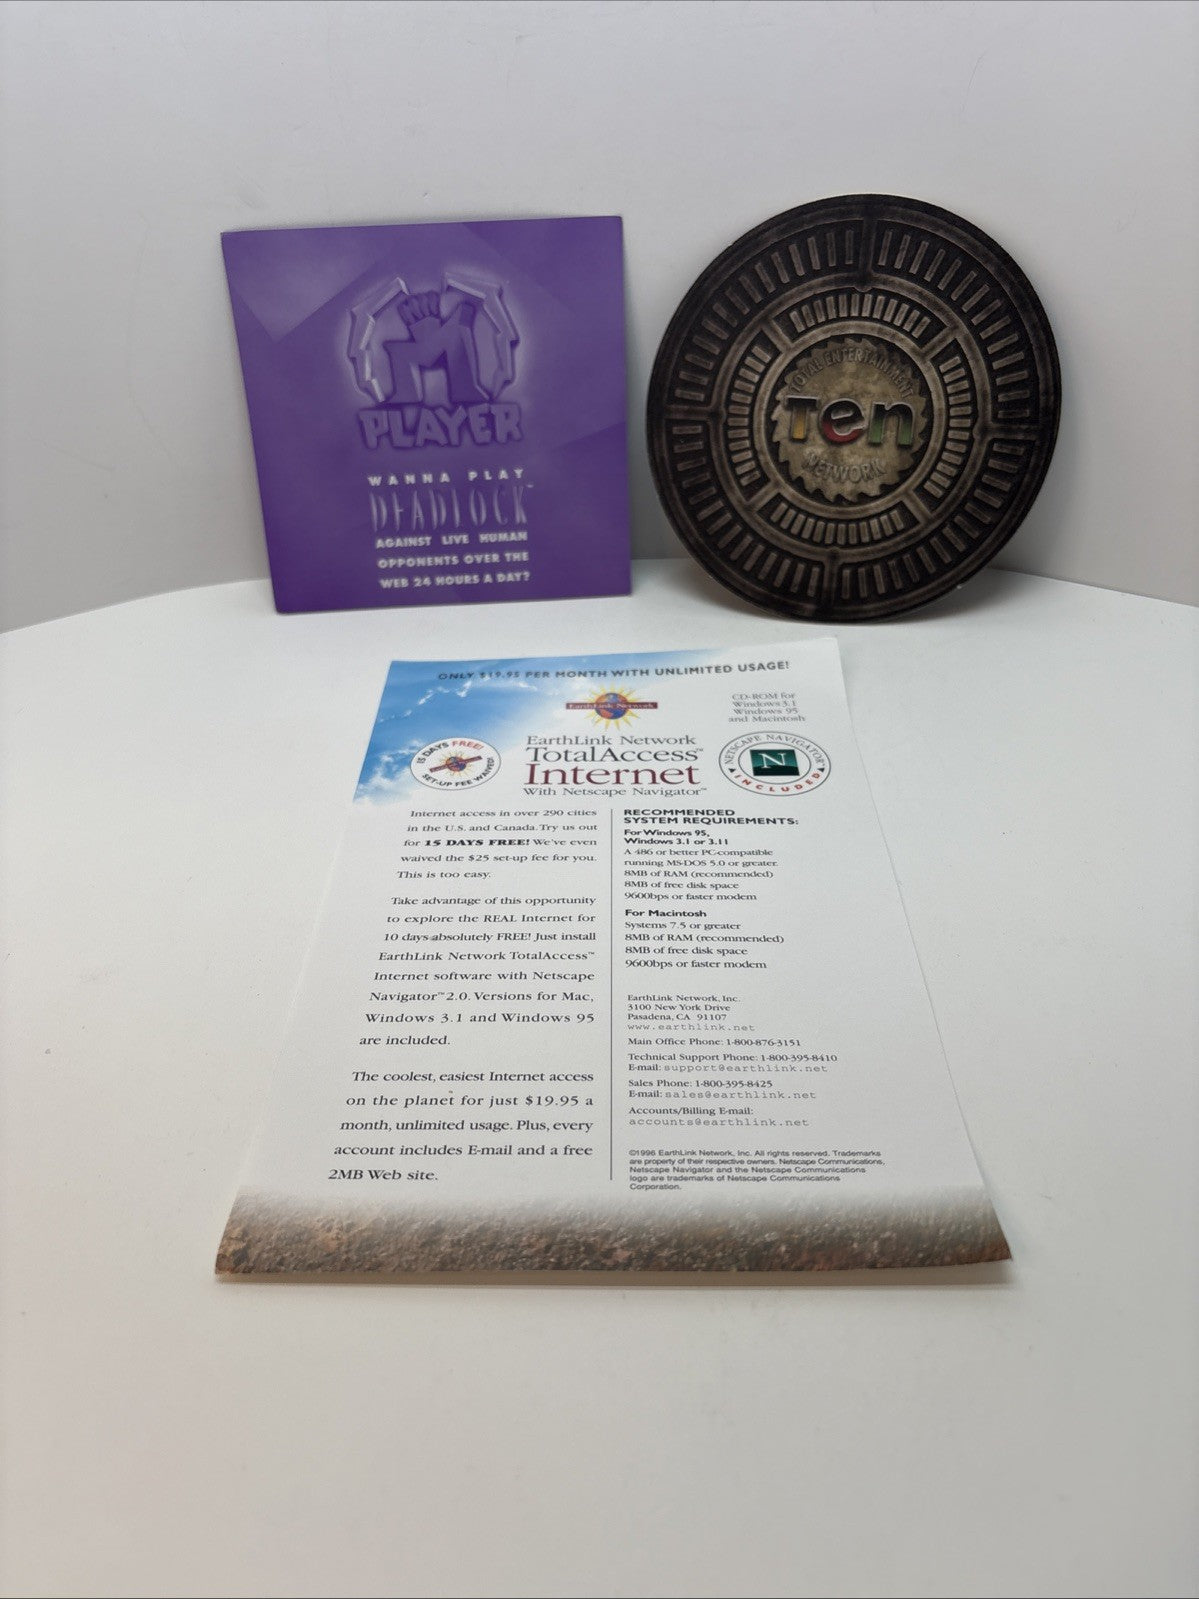 M
PLAYER
WANNA PLAY
DEADLOCK™
AGAINST LIVE HUMAN
OPPONENTS OVER THE
WEB 24 HOURS A DAY?
TOTAL ENTERTAINMENT
Ten
NETWORK
ONLY $19.95 PER MONTH WITH UNLIMITED USAGE!
EarthLink Network
CD-ROM for
Windows 3.1
Windows 95
and Macintosh
15 DAYS FREE!
SET-UP FEE WAIVED!
EarthLink Network
TotalAccess™
Internet
With Netscape Navigator™
NETSCAPE NAVIGATOR™
N
INCLUDED
Internet access in over 290 cities
in the U.S. and Canada. Try us out
for 15 DAYS FREE! We've even
waived the $25 set-up fee for you.
This is too easy.
Take advantage of this opportunity
to explore the REAL Internet for
10 days absolutely FREE! Just install
EarthLink Network TotalAccess™
Internet software with Netscape
Navigator™ 2.0. Versions for Mac,
Windows 3.1 and Windows 95
are included.
The coolest, easiest Internet access
on the planet™ for just $19.95 a
month, unlimited usage. Plus, every
account includes E-mail and a free
2MB Web site.
RECOMMENDED
SYSTEM REQUIREMENTS:
For Windows 95,
Windows 3.1 or 3.11
A 486 or better PC-compatible
running MS-DOS 5.0 or greater.
8MB of RAM (recommended)
8MB of free disk space
9600bps or faster modem
For Macintosh
Systems 7.5 or greater
8MB of RAM (recommended)
8MB of free disk space
9600bps or faster modem
EarthLink Network, Inc.
3100 New York Drive
Pasadena, CA 91107
www.earthlink.net
Main Office Phone: 1-800-876-3151
Technical Support Phone: 1-800-395-8410
E-mail: support@earthlink.net
Sales Phone: 1-800-395-8425
E-mail: sales@earthlink.net
Accounts/Billing E-mail:
accounts@earthlink.net
©1996 EarthLink Network, Inc. All rights reserved. Trademarks
are property of their respective owners. Netscape Communications,
Netscape Navigator and the Netscape Communications
logo are trademarks of Netscape Communications
Corporation.